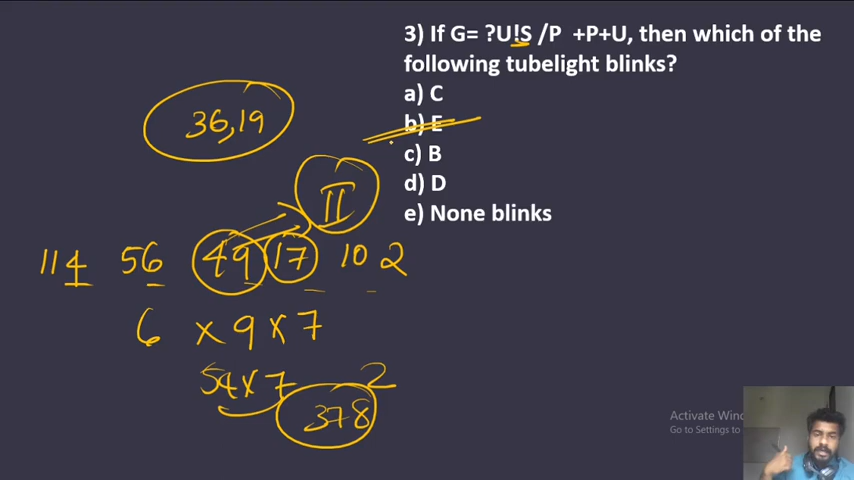 3) If G= ?U!S /P +P+U, then which of the
following tubelight blinks?
a) C
b) E
c) B
d) D
e) None blinks
36,19
II
114 56 49 17 10 2
6 × 9 × 7
54×7 2
378
Activate Wind
Go to Settings to